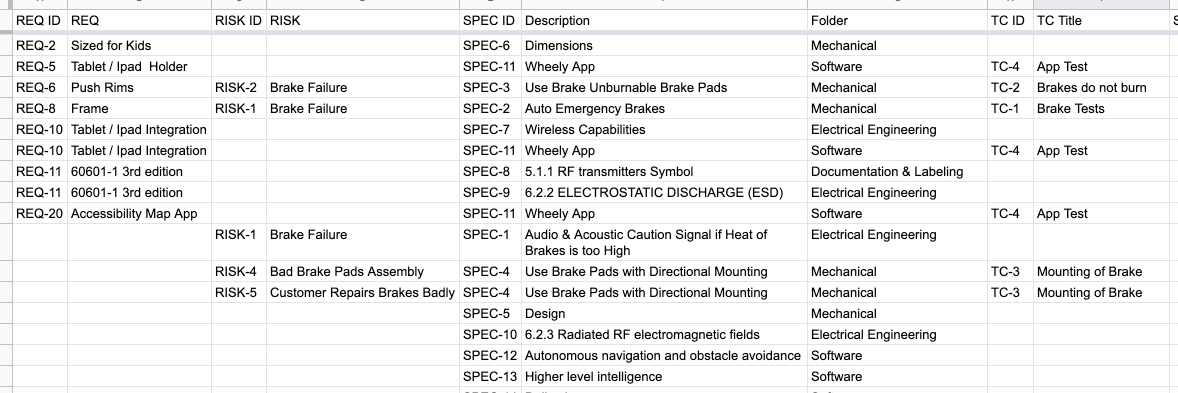 REQ ID REQ RISK ID RISK SPEC ID Description Folder TC ID TC Title S
REQ-2 Sized for Kids SPEC-6 Dimensions Mechanical
REQ-5 Tablet / Ipad Holder SPEC-11 Wheely App Software TC-4 App Test
REQ-6 Push Rims RISK-2 Brake Failure SPEC-3 Use Brake Unburnable Brake Pads Mechanical TC-2 Brakes do not burn
REQ-8 Frame RISK-1 Brake Failure SPEC-2 Auto Emergency Brakes Mechanical TC-1 Brake Tests
REQ-10 Tablet / Ipad Integration SPEC-7 Wireless Capabilities Electrical Engineering
REQ-10 Tablet / Ipad Integration SPEC-11 Wheely App Software TC-4 App Test
REQ-11 60601-1 3rd edition SPEC-8 5.1.1 RF transmitters Symbol Documentation & Labeling
REQ-11 60601-1 3rd edition SPEC-9 6.2.2 ELECTROSTATIC DISCHARGE (ESD) Electrical Engineering
REQ-20 Accessibility Map App SPEC-11 Wheely App Software TC-4 App Test
RISK-1 Brake Failure SPEC-1 Audio & Acoustic Caution Signal if Heat of Electrical Engineering
Brakes is too High
RISK-4 Bad Brake Pads Assembly SPEC-4 Use Brake Pads with Directional Mounting Mechanical TC-3 Mounting of Brake
RISK-5 Customer Repairs Brakes Badly SPEC-4 Use Brake Pads with Directional Mounting Mechanical TC-3 Mounting of Brake
SPEC-5 Design Mechanical
SPEC-10 6.2.3 Radiated RF electromagnetic fields Electrical Engineering
SPEC-12 Autonomous navigation and obstacle avoidance Software
SPEC-13 Higher level intelligence Software